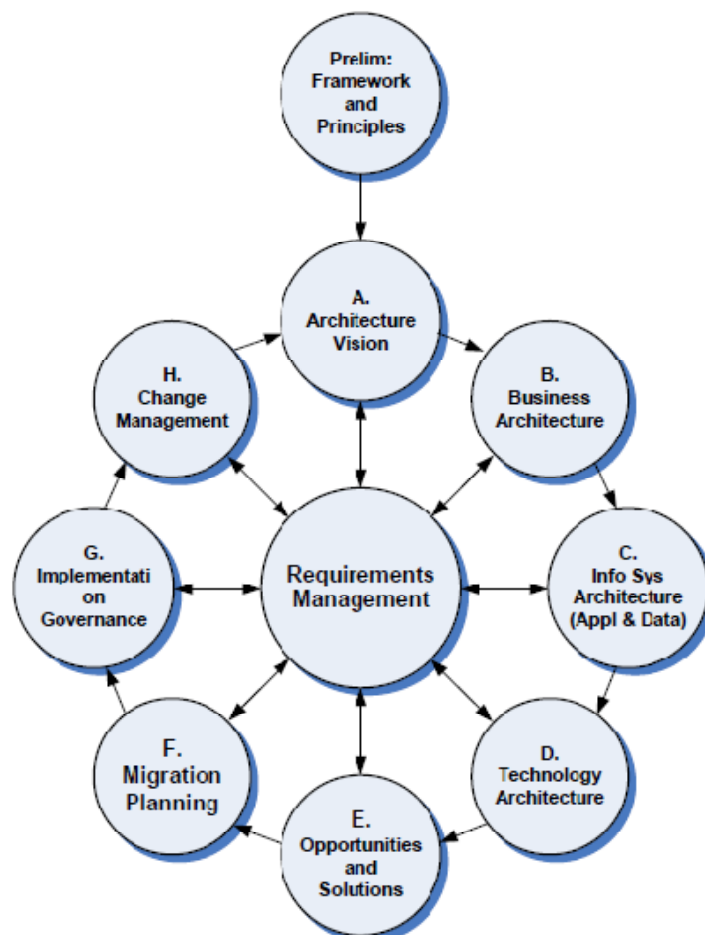 Prelim:
Framework
and
Principles
A.
Architecture
Vision
H.
Change
Management
B.
Business
Architecture
G.
Implementati
on
Governance
Requirements
Management
C.
Info Sys
Architecture
(Appl & Data)
F.
Migration
Planning
D.
Technology
Architecture
E.
Opportunities
and
Solutions